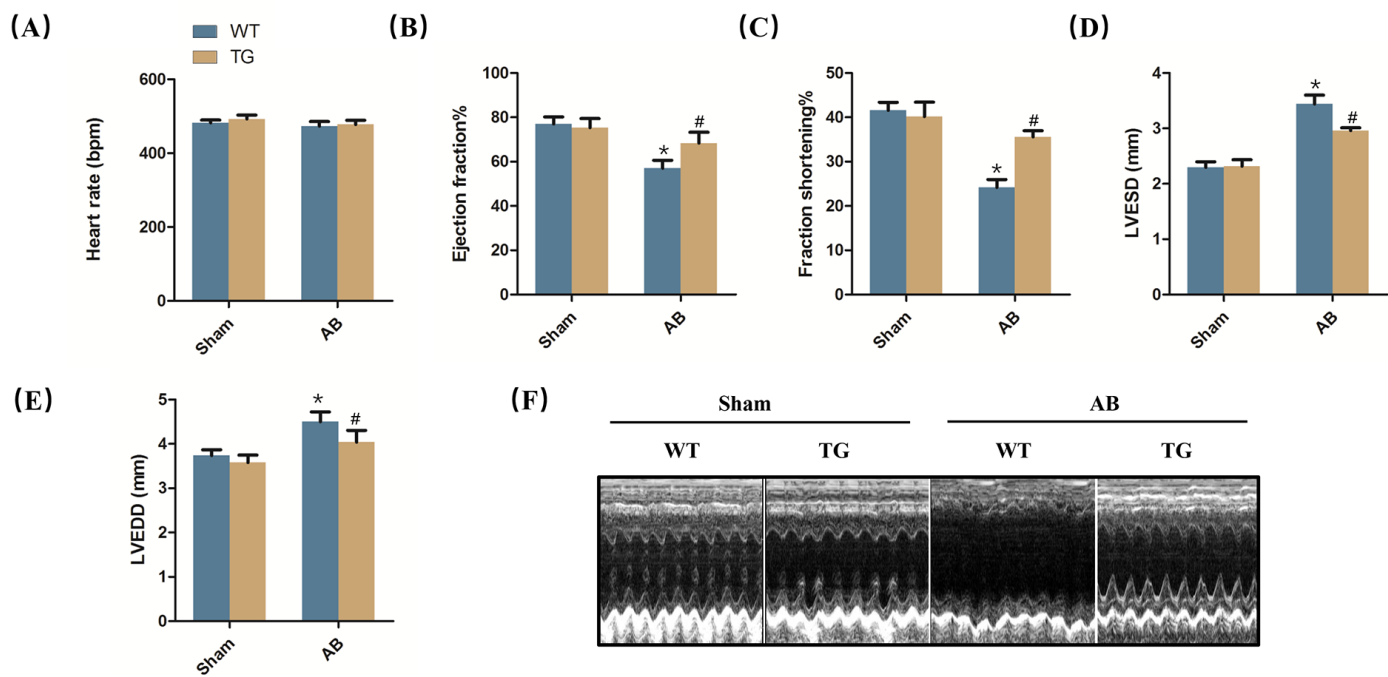 (A)
WT
TG
Heart rate (bpm)
600
400
200
0
Sham
AB
(B)
Ejection fraction%
100
80
60
40
20
0
*
#
Sham
AB
(C)
Fraction shortening%
50
40
30
20
10
0
*
#
Sham
AB
(D)
LVESD (mm)
4
3
2
1
0
*
#
Sham
AB
(E)
LVEDD (mm)
5
4
3
2
1
0
*
#
Sham
AB
(F)
Sham AB
WT TG WT TG